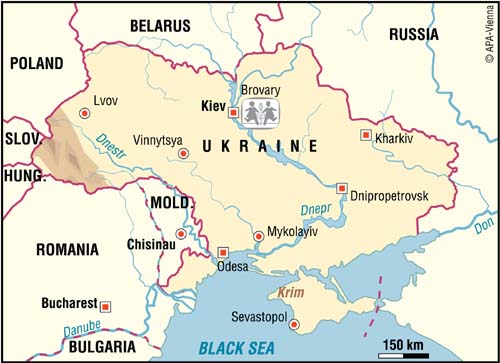 BELARUS
RUSSIA
© APA-Vienna
POLAND
Brovary
Lvov
Kiev
Kharkiv
SLOV.
Dnestr
Vinnytsya
UKRAINE
HUNG.
Dnipropetrovsk
MOLD.
Dnepr
Don
Chisinau
Mykolayiv
ROMANIA
Odesa
Krim
Bucharest
Sevastopol
Danube
BULGARIA
BLACK SEA
150 km